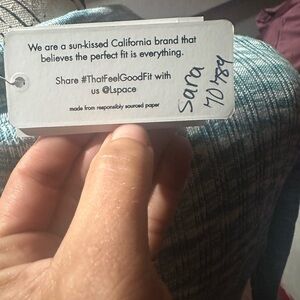 We are a sun-kissed California brand that
believes the perfect fit is everything.
Share #ThatFeelGoodFit with
us @Lspace
made from responsibly sourced paper
Sara
70789